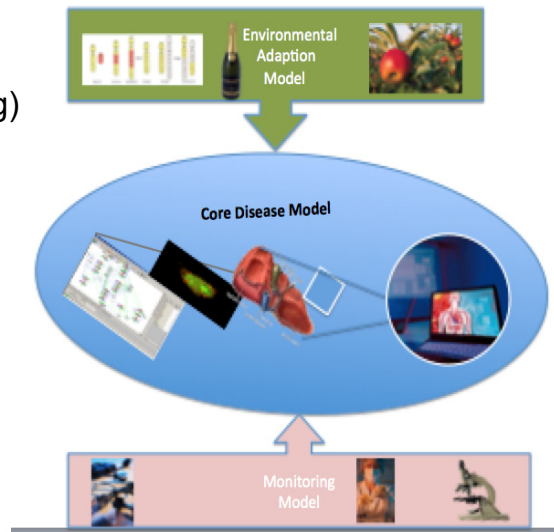 Environmental
Adaption
Model
g)
Core Disease Model
Monitoring
Model